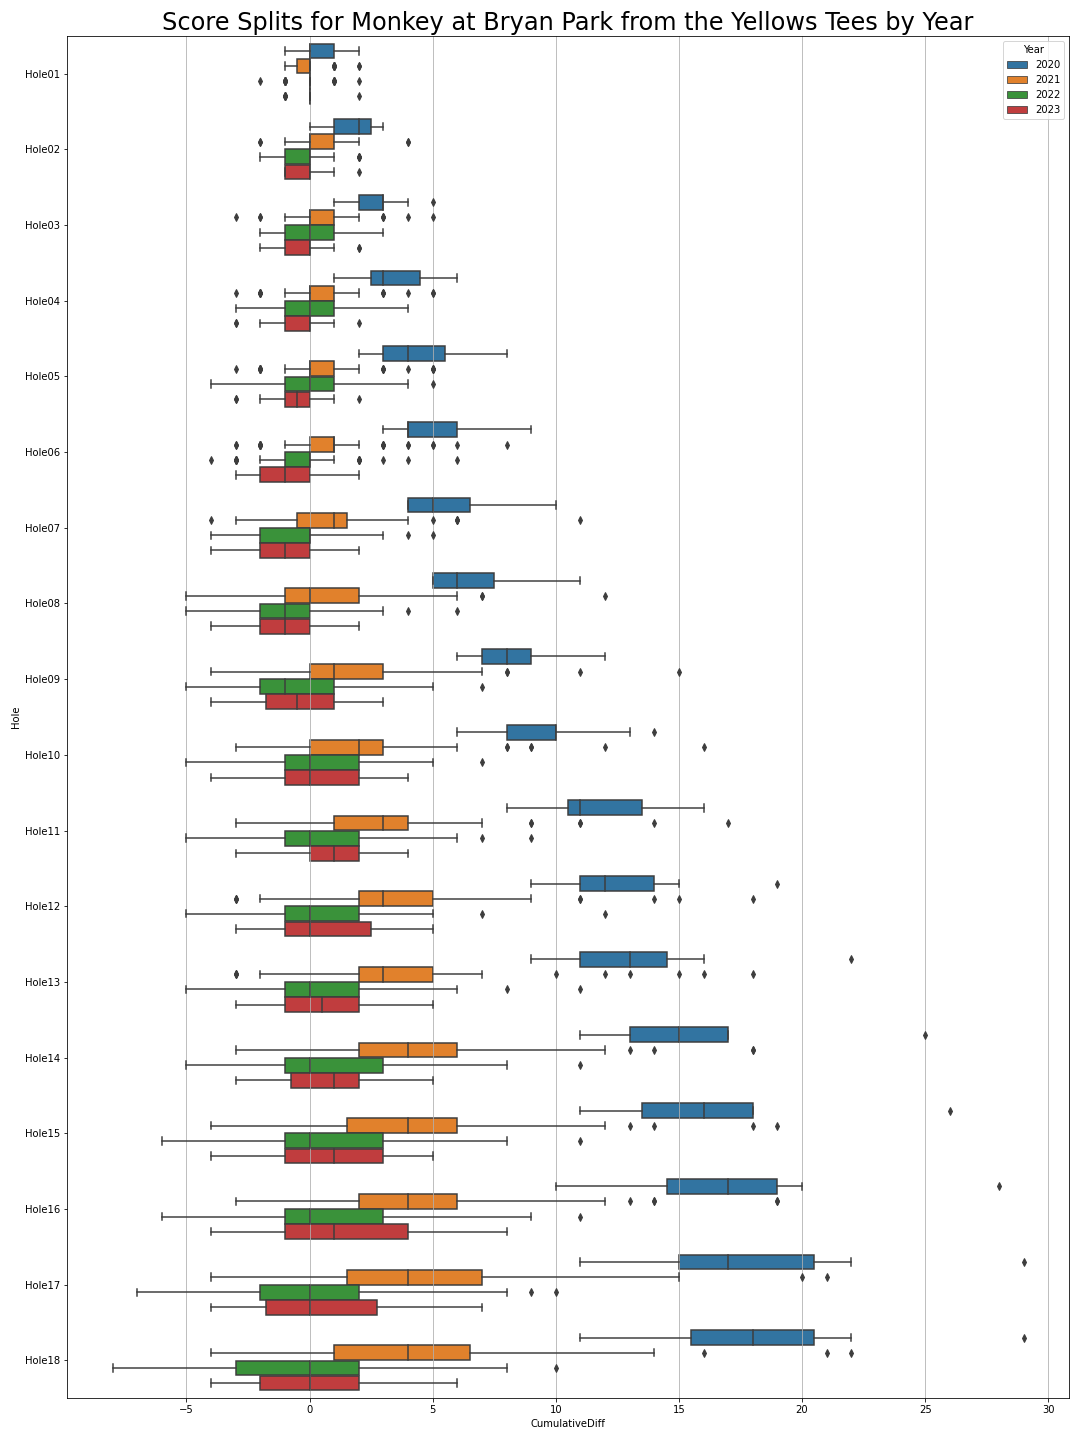 Score Splits for Monkey at Bryan Park from the Yellows Tees by Year
Year
2020
2021
2022
2023
Hole01
Hole02
Hole03
Hole04
Hole05
Hole06
Hole07
Hole08
Hole09
Hole
Hole10
Hole11
Hole12
Hole13
Hole14
Hole15
Hole16
Hole17
Hole18
−5 0 5 10 15 20 25 30
CumulativeDiff